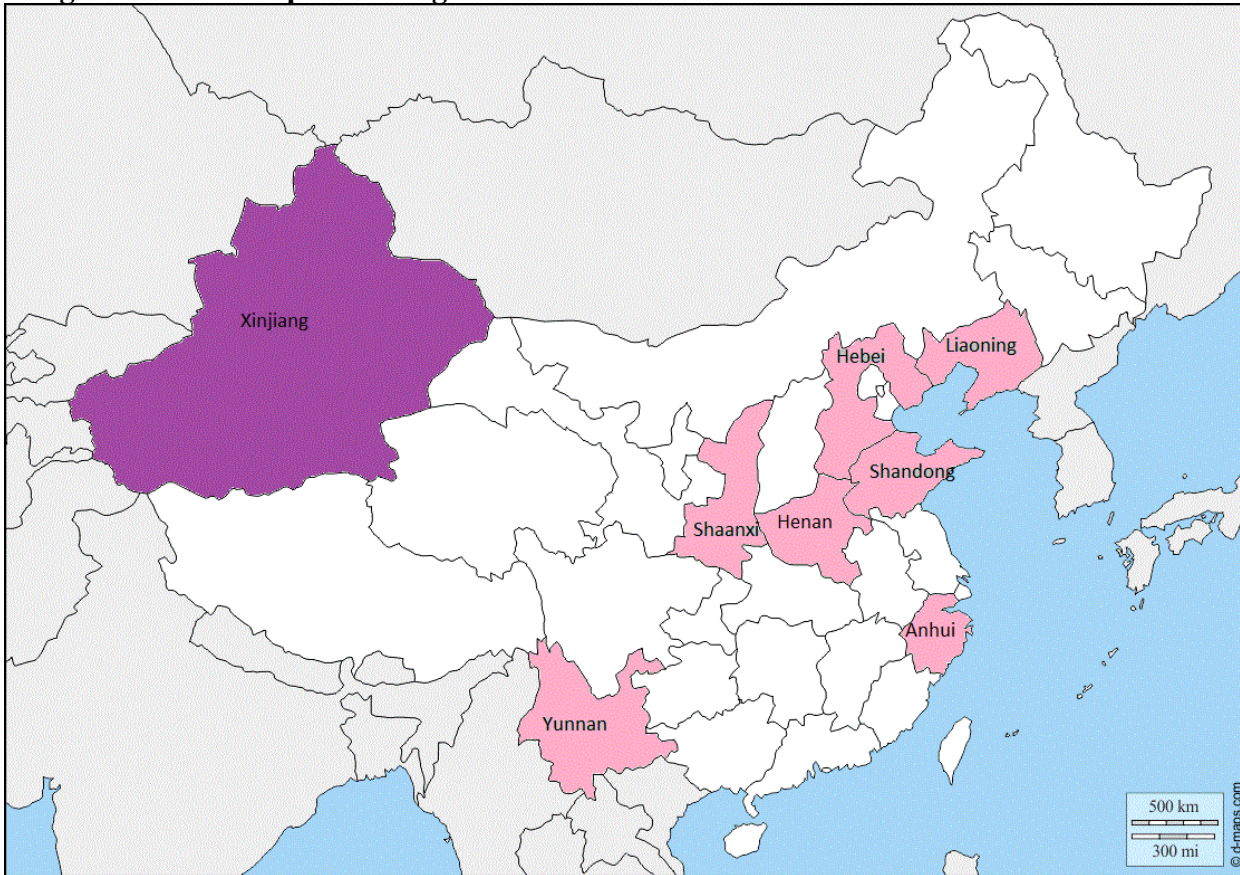 Xinjiang
Hebei
Liaoning
Shandong
Shaanxi
Henan
Anhui
Yunnan
500 km
300 mi
© d-maps.com